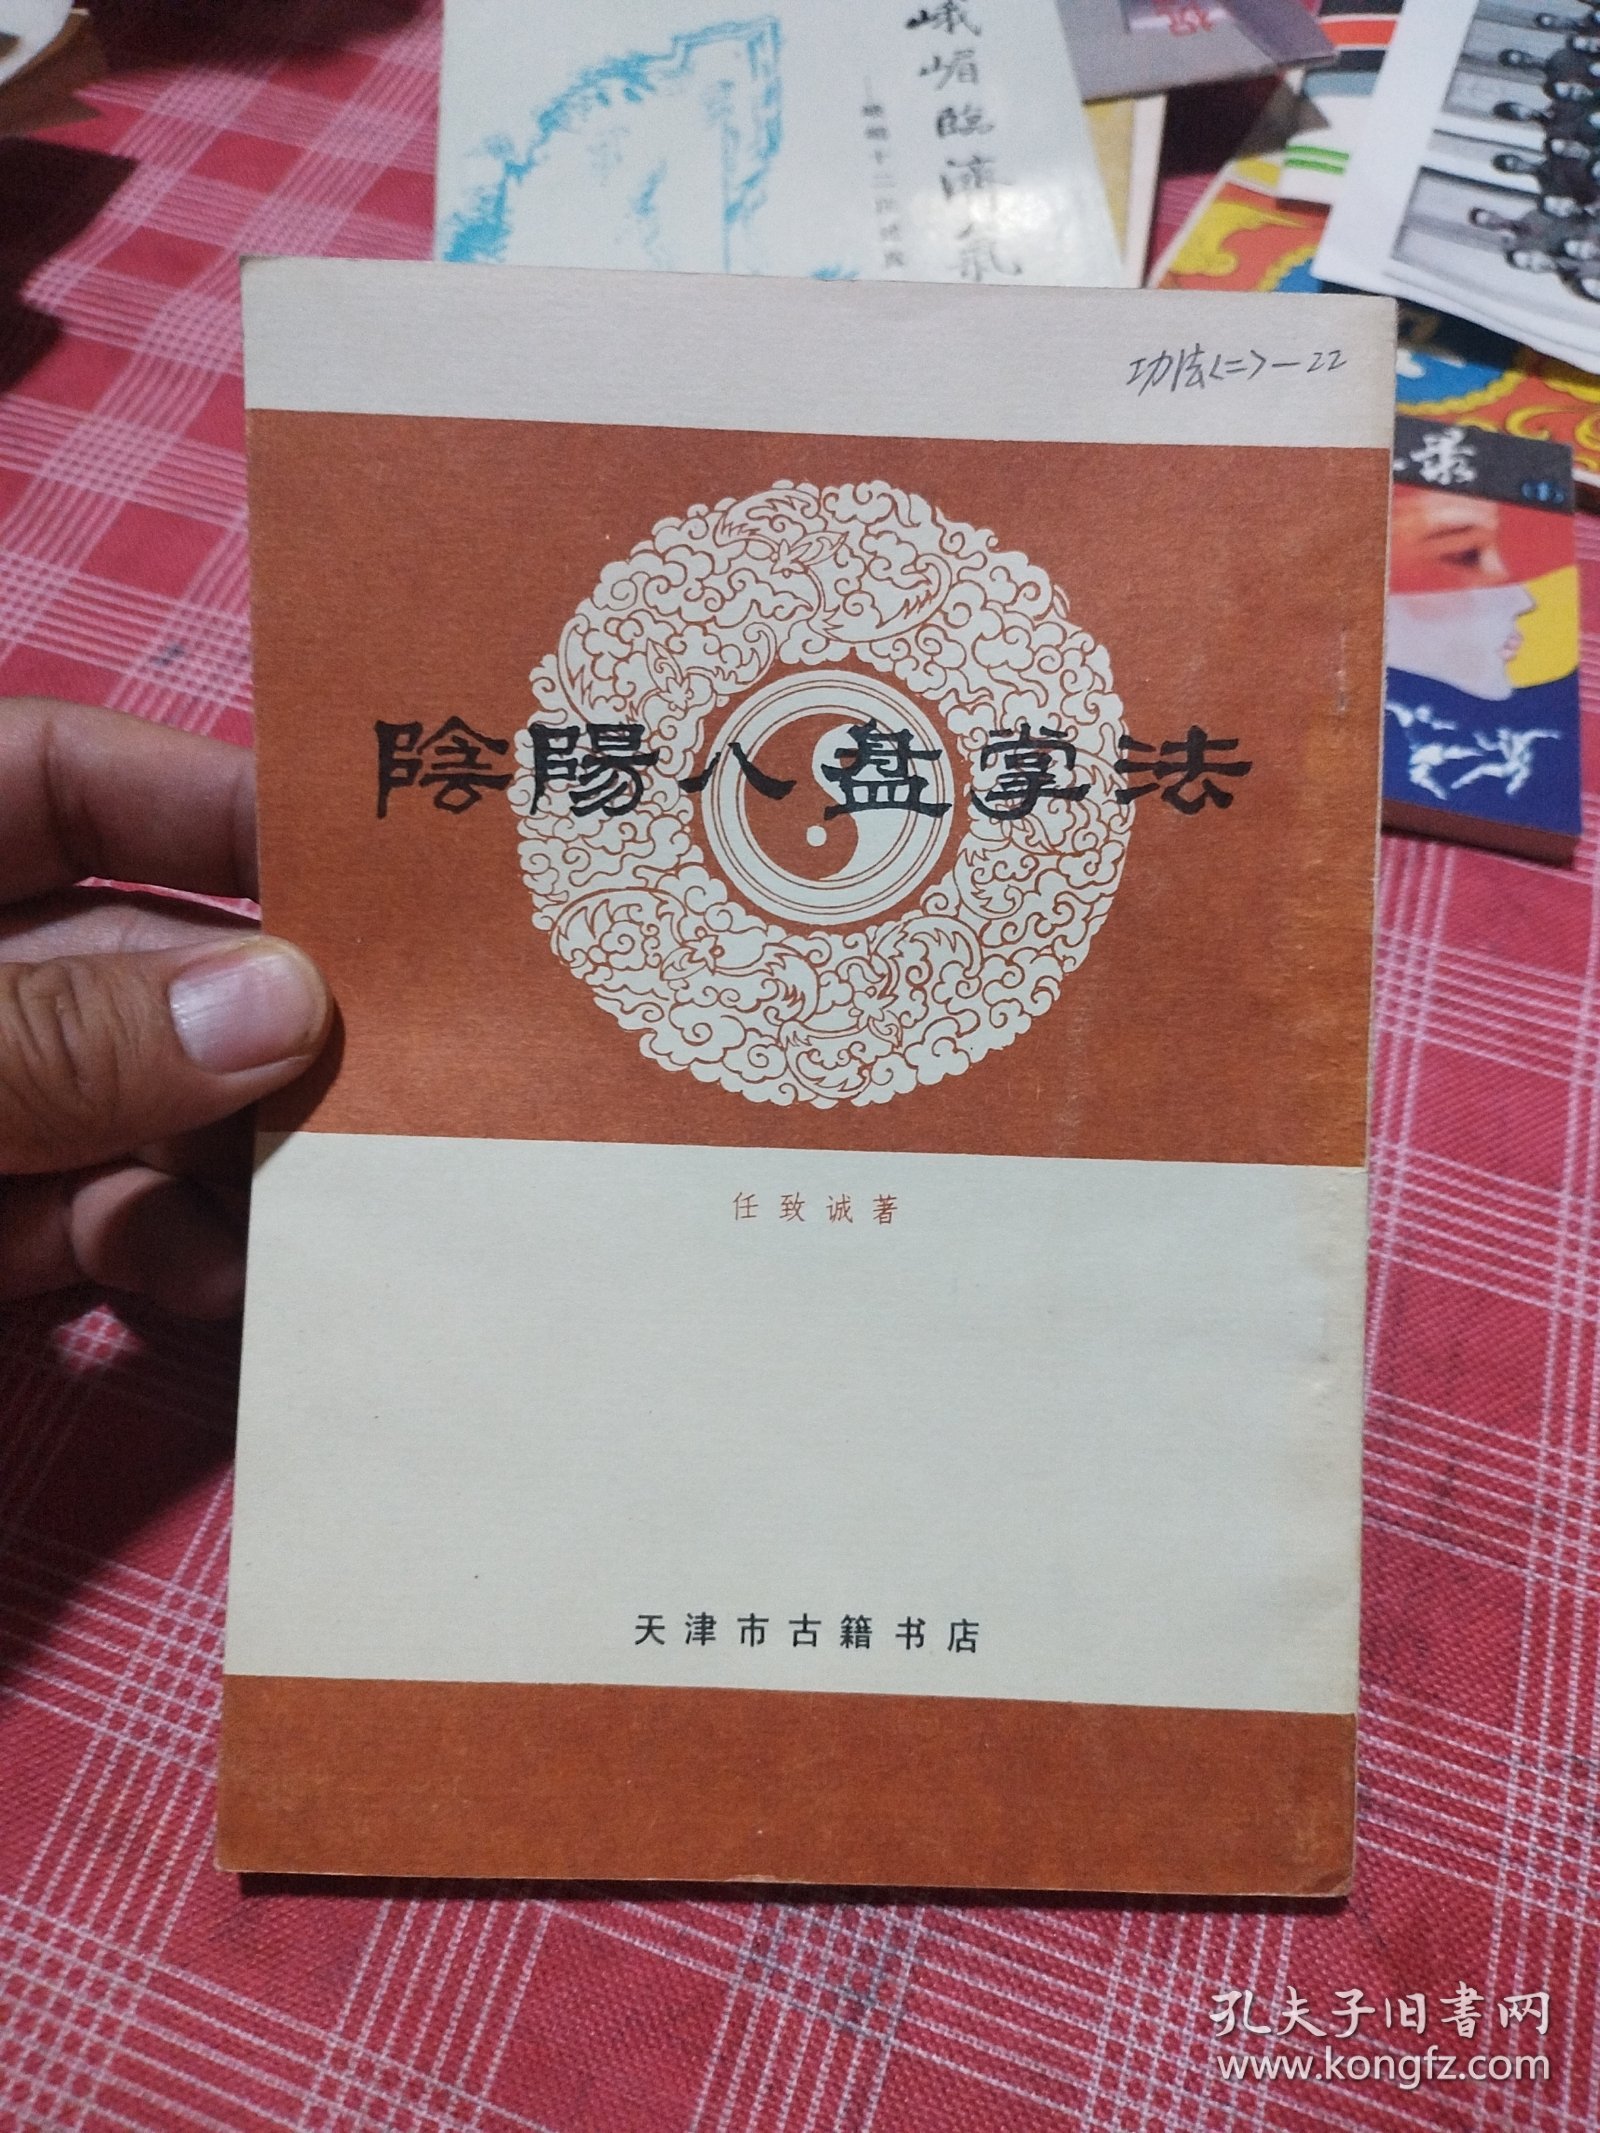 峨嵋臨濟氣
功法<二>—22
陰陽八盘掌法
任致诚著
天津市古籍书店
孔夫子旧書网
www.kongfz.com